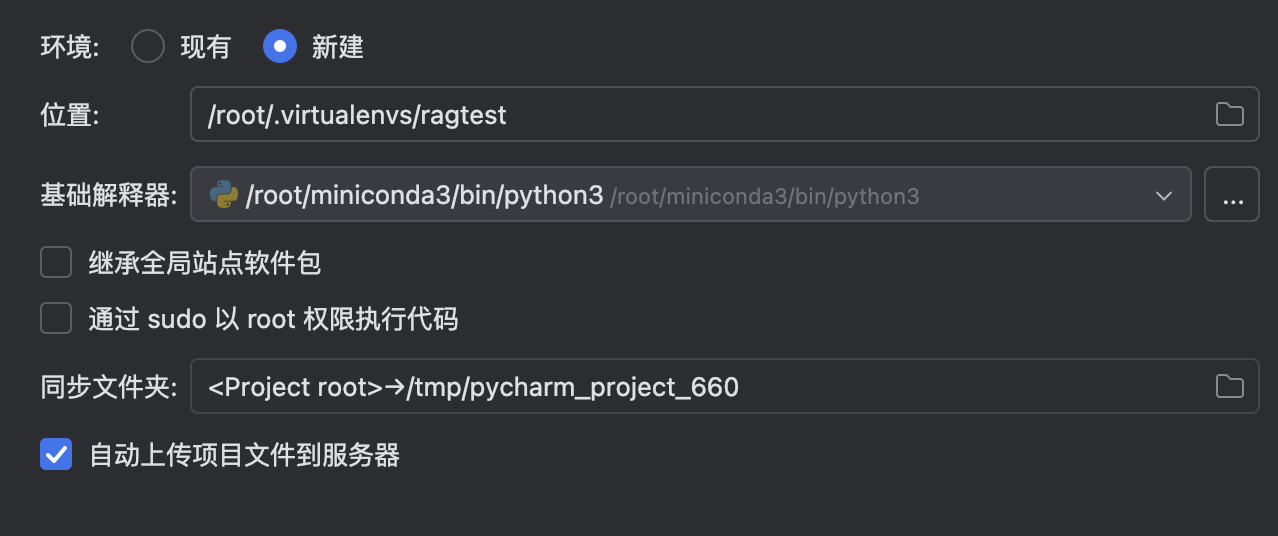 环境: 现有 新建
位置: /root/.virtualenvs/ragtest
基础解释器: /root/miniconda3/bin/python3 /root/miniconda3/bin/python3 ...
继承全局站点软件包
通过 sudo 以 root 权限执行代码
同步文件夹: <Project root>→/tmp/pycharm_project_660
自动上传项目文件到服务器